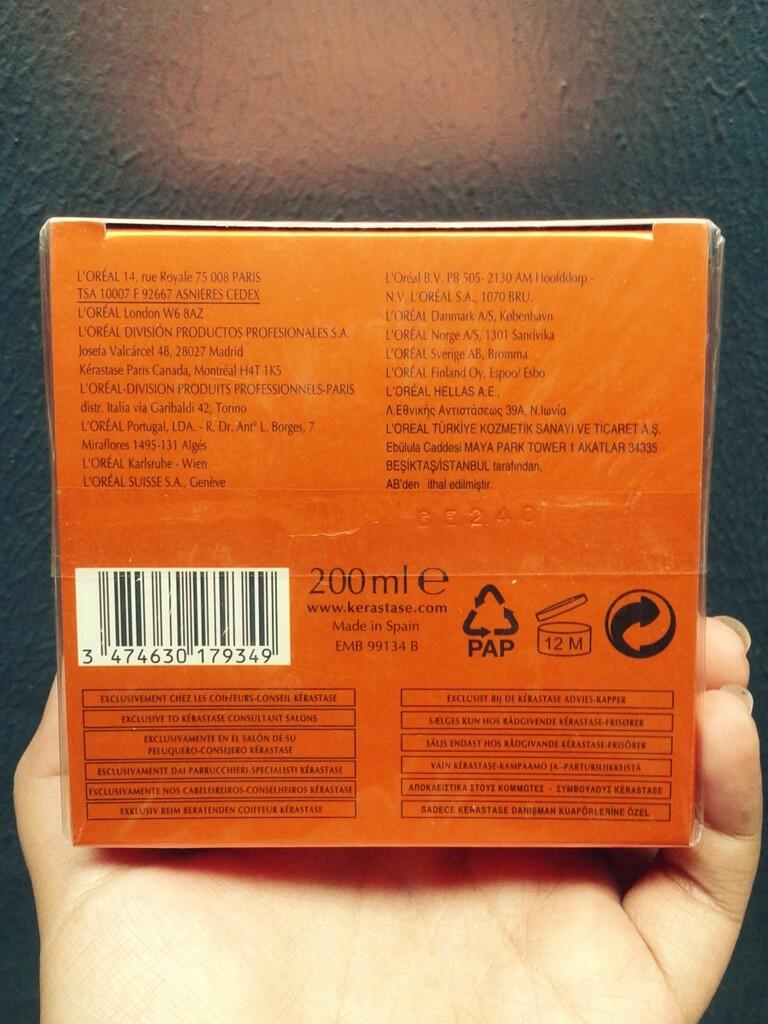 L'ORÉAL 14, rue Royale 75 008 PARIS
TSA 10007 F 92667 ASNIERES CEDEX
L'ORÉAL London W6 8AZ
L'ORÉAL DIVISIÓN PRODUCTOS PROFESIONALES S.A.
Josefa Valcárcel 48, 28027 Madrid
Kérastase Paris Canada, Montréal H4T 1K5
L'ORÉAL-DIVISION PRODUITS PROFESSIONNELS-PARIS
distr. Italia via Garibaldi 42, Torino
L'ORÉAL Portugal, LDA. - R. Dr. Antº L. Borges, 7
Miraflores 1495-131 Algés
L'ORÉAL Karlsruhe - Wien
L'ORÉAL SUISSE S.A., Genève
L'Oréal B.V. PB 505- 2130 AM Hoofddorp -
N.V. L'ORÉAL S.A., 1070 BRU.
L'ORÉAL Danmark A/S, København
L'ORÉAL Norge A/S, 1301 Sandvika
L'ORÉAL Sverige AB, Bromma
L'ORÉAL Finland Oy, Espoo/ Esbo
L'ORÉAL HELLAS A.E.,
Λ.Εθνικής Αντιστάσεως 39Α, Ν.Ιωνία
L'OREAL TÜRKİYE KOZMETİK SANAYİ VE TİCARET A.Ş.
Ebülula Caddesi MAYA PARK TOWER 1 AKATLAR 34335
BEŞİKTAŞ/İSTANBUL tarafından,
AB'den ithal edilmiştir.
3 474630 179349
200 ml ℮
www.kerastase.com
Made in Spain
EMB 99134 B
PAP
12 M
EXCLUSIVEMENT CHEZ LES COIFFEURS-CONSEIL KÉRASTASE
EXCLUSIVE TO KÉRASTASE CONSULTANT SALONS
EXCLUSIVAMENTE EN EL SALÓN DE SU
PELUQUERO-CONSEJERO KÉRASTASE
ESCLUSIVAMENTE DAI PARRUCCHIERI-SPECIALISTI KÉRASTASE
EXCLUSIVAMENTE NOS CABELEIREIROS-CONSELHEIROS KÉRASTASE
EXKLUSIV BEIM BERATENDEN COIFFEUR KÉRASTASE
EXCLUSIEF BIJ DE KÉRASTASE ADVIES-KAPPER
SÆLGES KUN HOS RÅDGIVENDE KÉRASTASE-FRISØRER
SÄLJS ENDAST HOS RÅDGIVANDE KÉRASTASE-FRISÖRER
VAIN KÉRASTASE-KAMPAAMO JA -PARTURILIIKKEISTÄ
ΑΠΟΚΛΕΙΣΤΙΚΑ ΣΤΟΥΣ ΚΟΜΜΩΤΕΣ - ΣΥΜΒΟΥΛΟΥΣ KÉRASTASE
SADECE KERASTASE DANIŞMAN KUAFÖRLERİNE ÖZEL